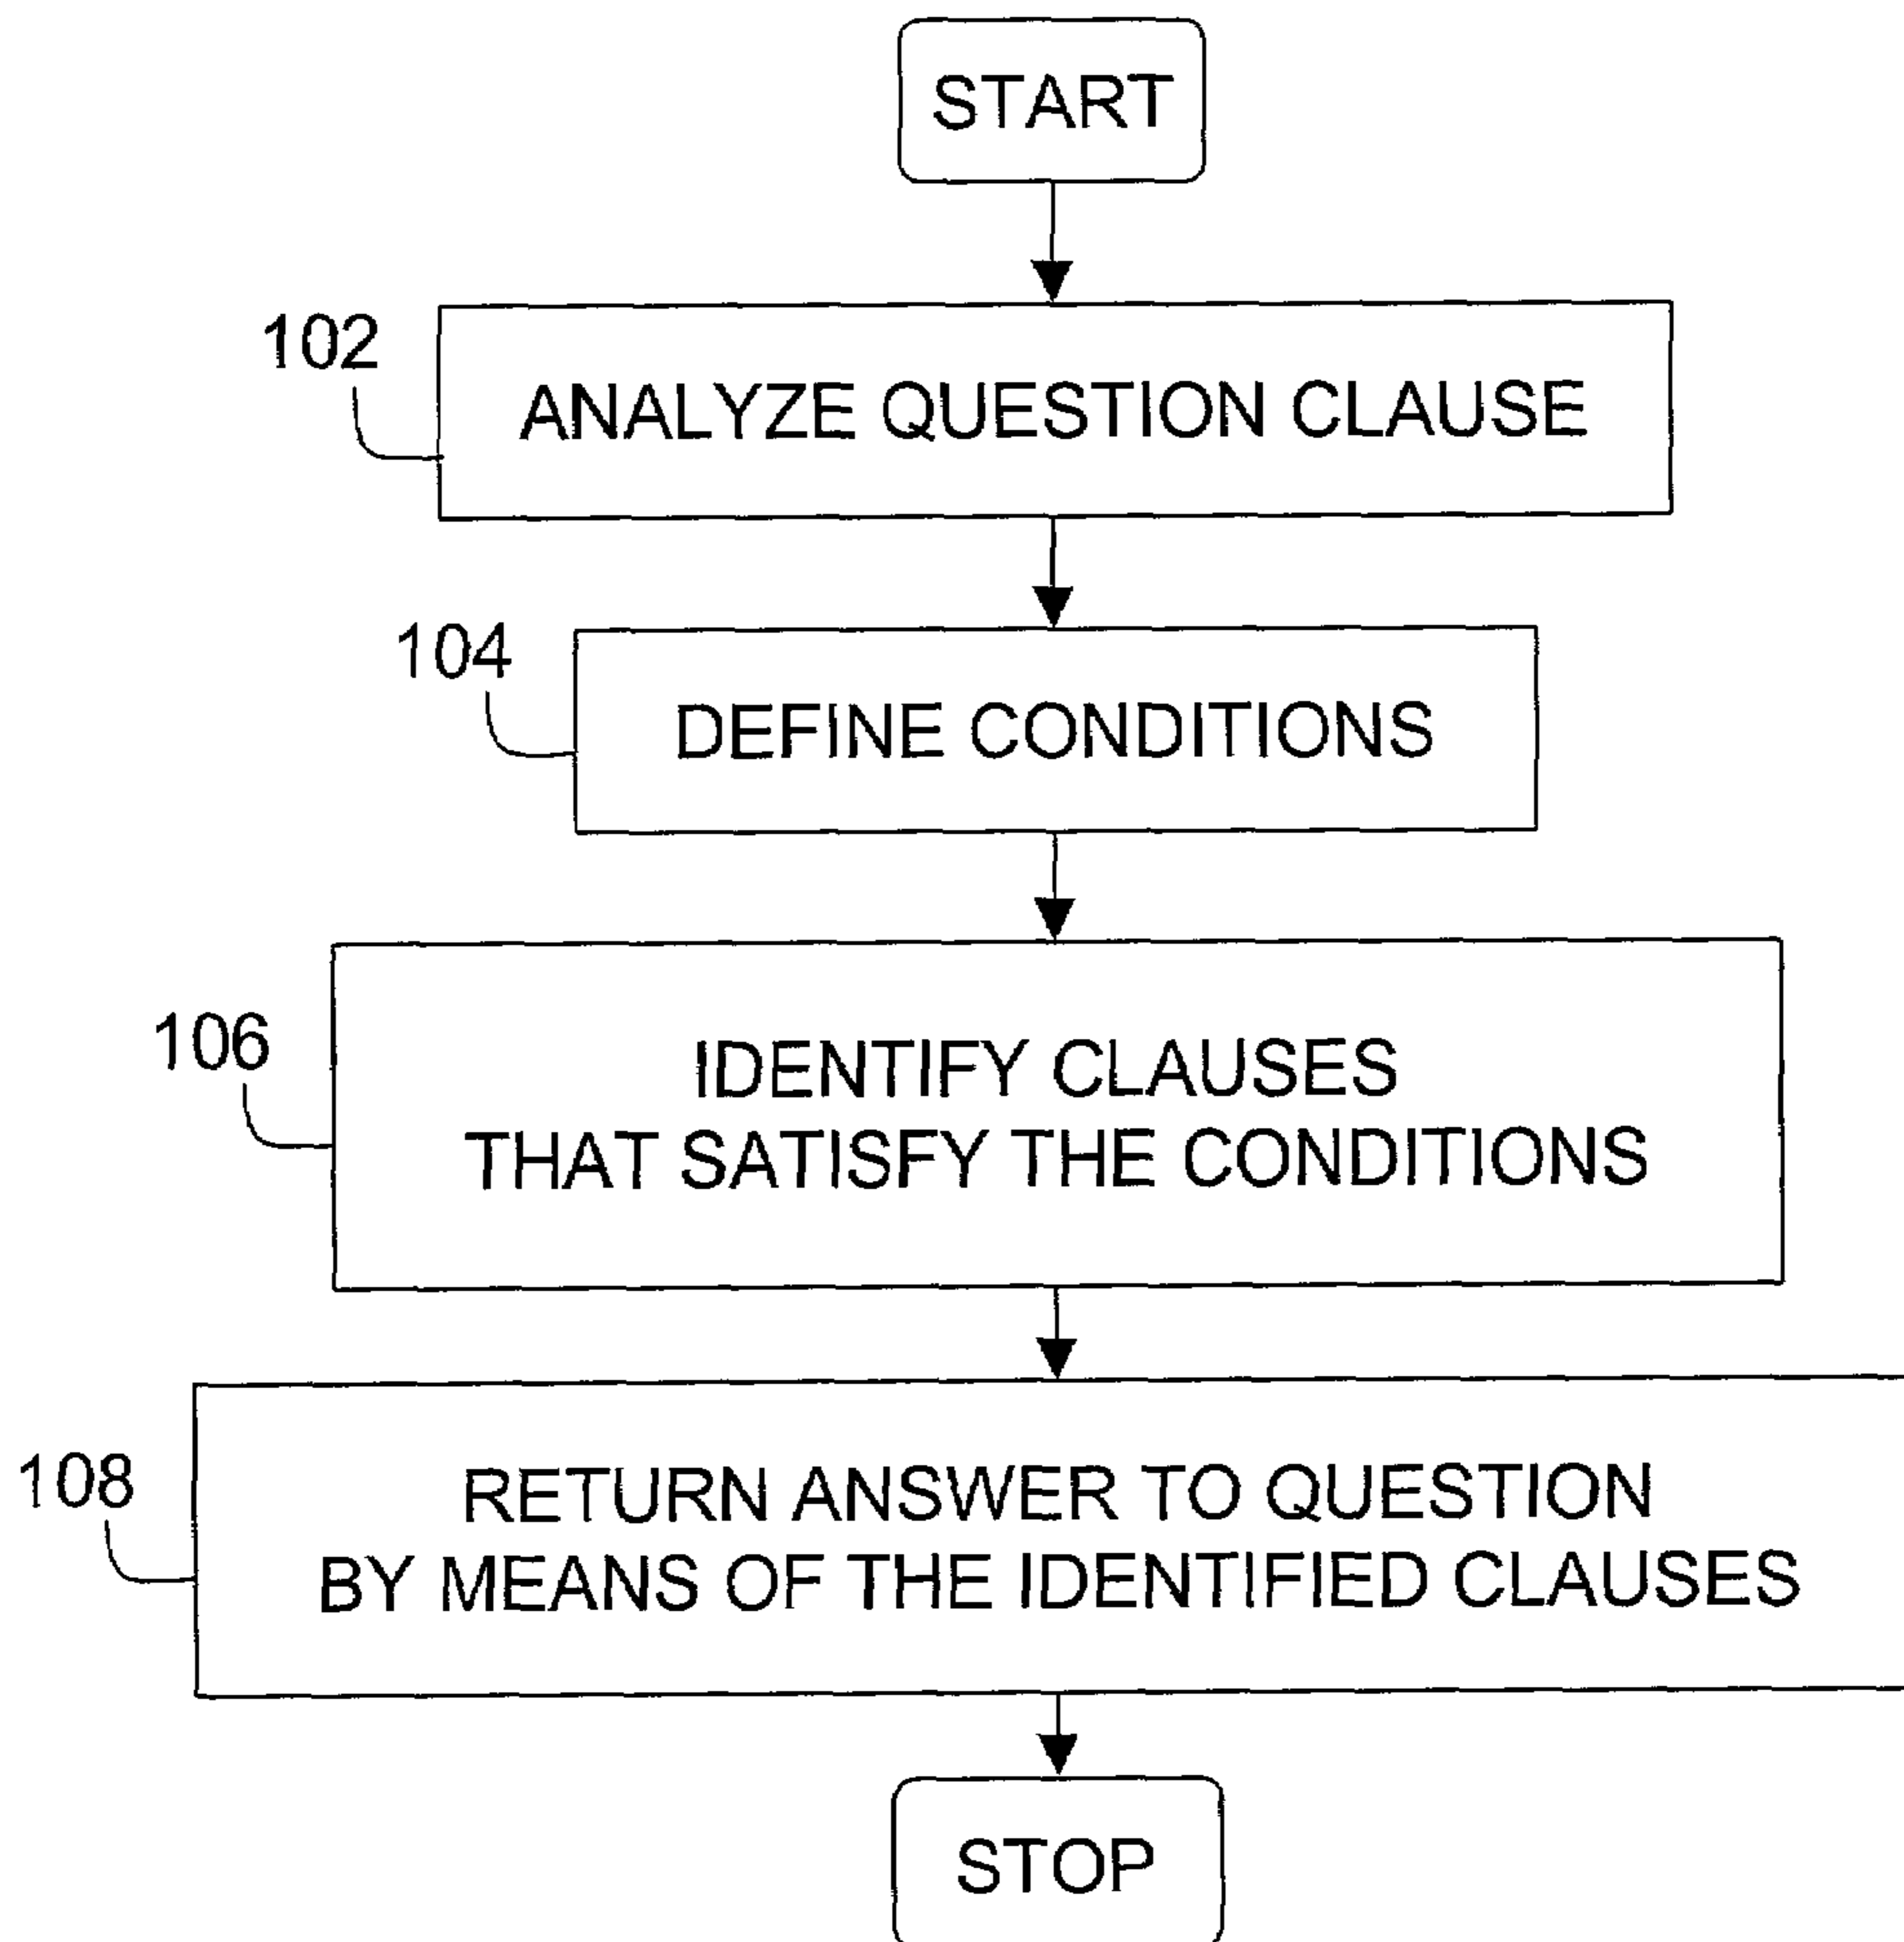 START
102
ANALYZE QUESTION CLAUSE
104
DEFINE CONDITIONS
106
IDENTIFY CLAUSES
THAT SATISFY THE CONDITIONS
108
RETURN ANSWER TO QUESTION
BY MEANS OF THE IDENTIFIED CLAUSES
STOP